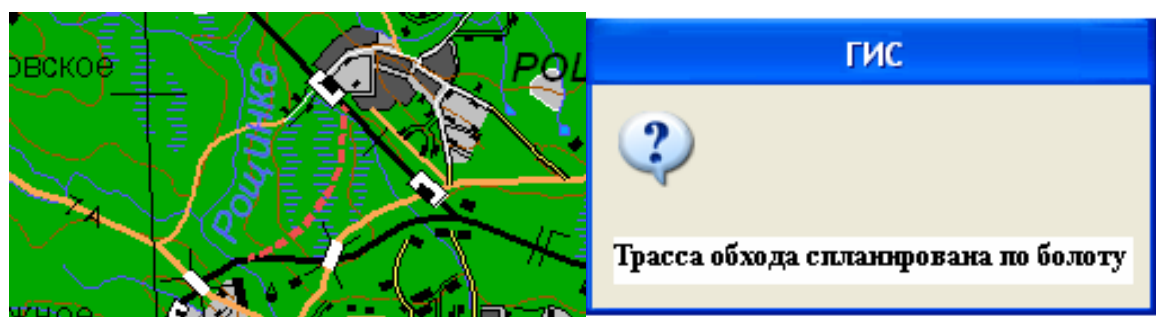 ОВСКОЕ
РОЩ
Рощинка
ЖНОЕ
ГИС
Трасса обхода спланирована по болоту